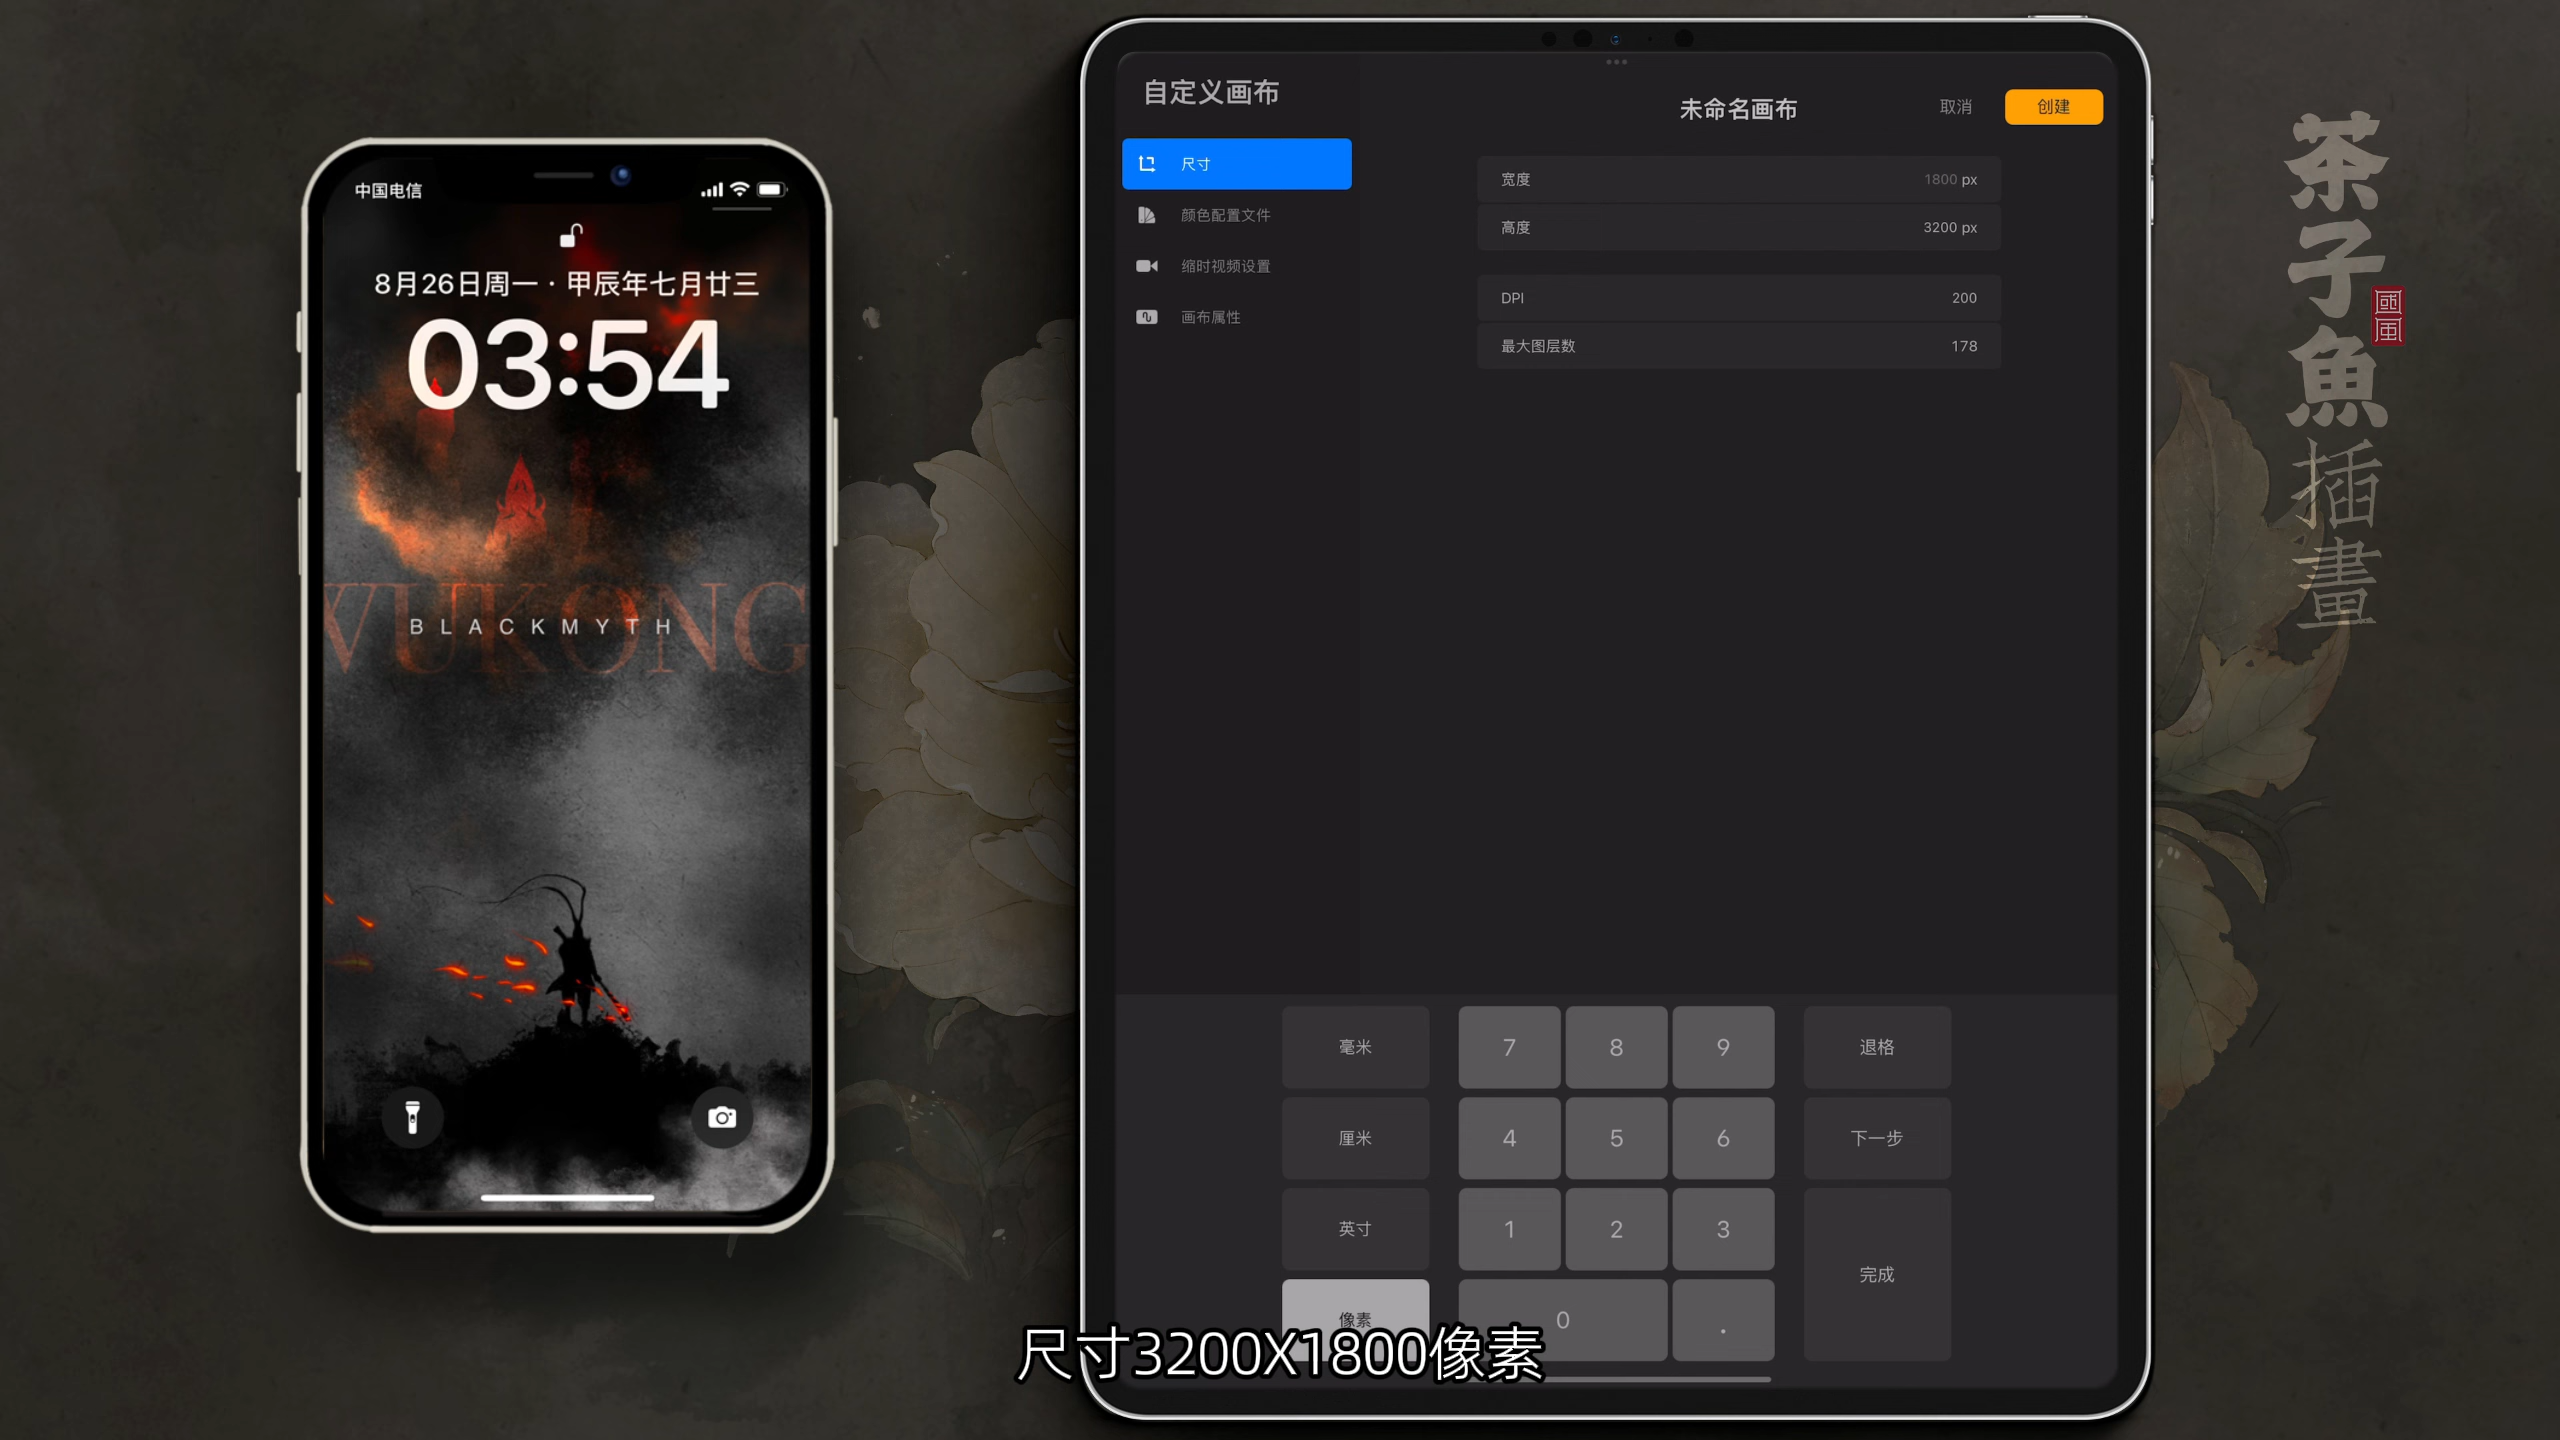 中国电信
8月26日周一 · 甲辰年七月廿三
03:54
WUKONG
BLACKMYTH
自定义画布
尺寸
颜色配置文件
缩时视频设置
画布属性
未命名画布
取消
创建
宽度
1800 px
高度
3200 px
DPI
200
最大图层数
178
毫米
7
8
9
退格
厘米
4
5
6
下一步
英寸
1
2
3
完成
像素
0
.
尺寸3200X1800像素
茶子魚插畫
國風